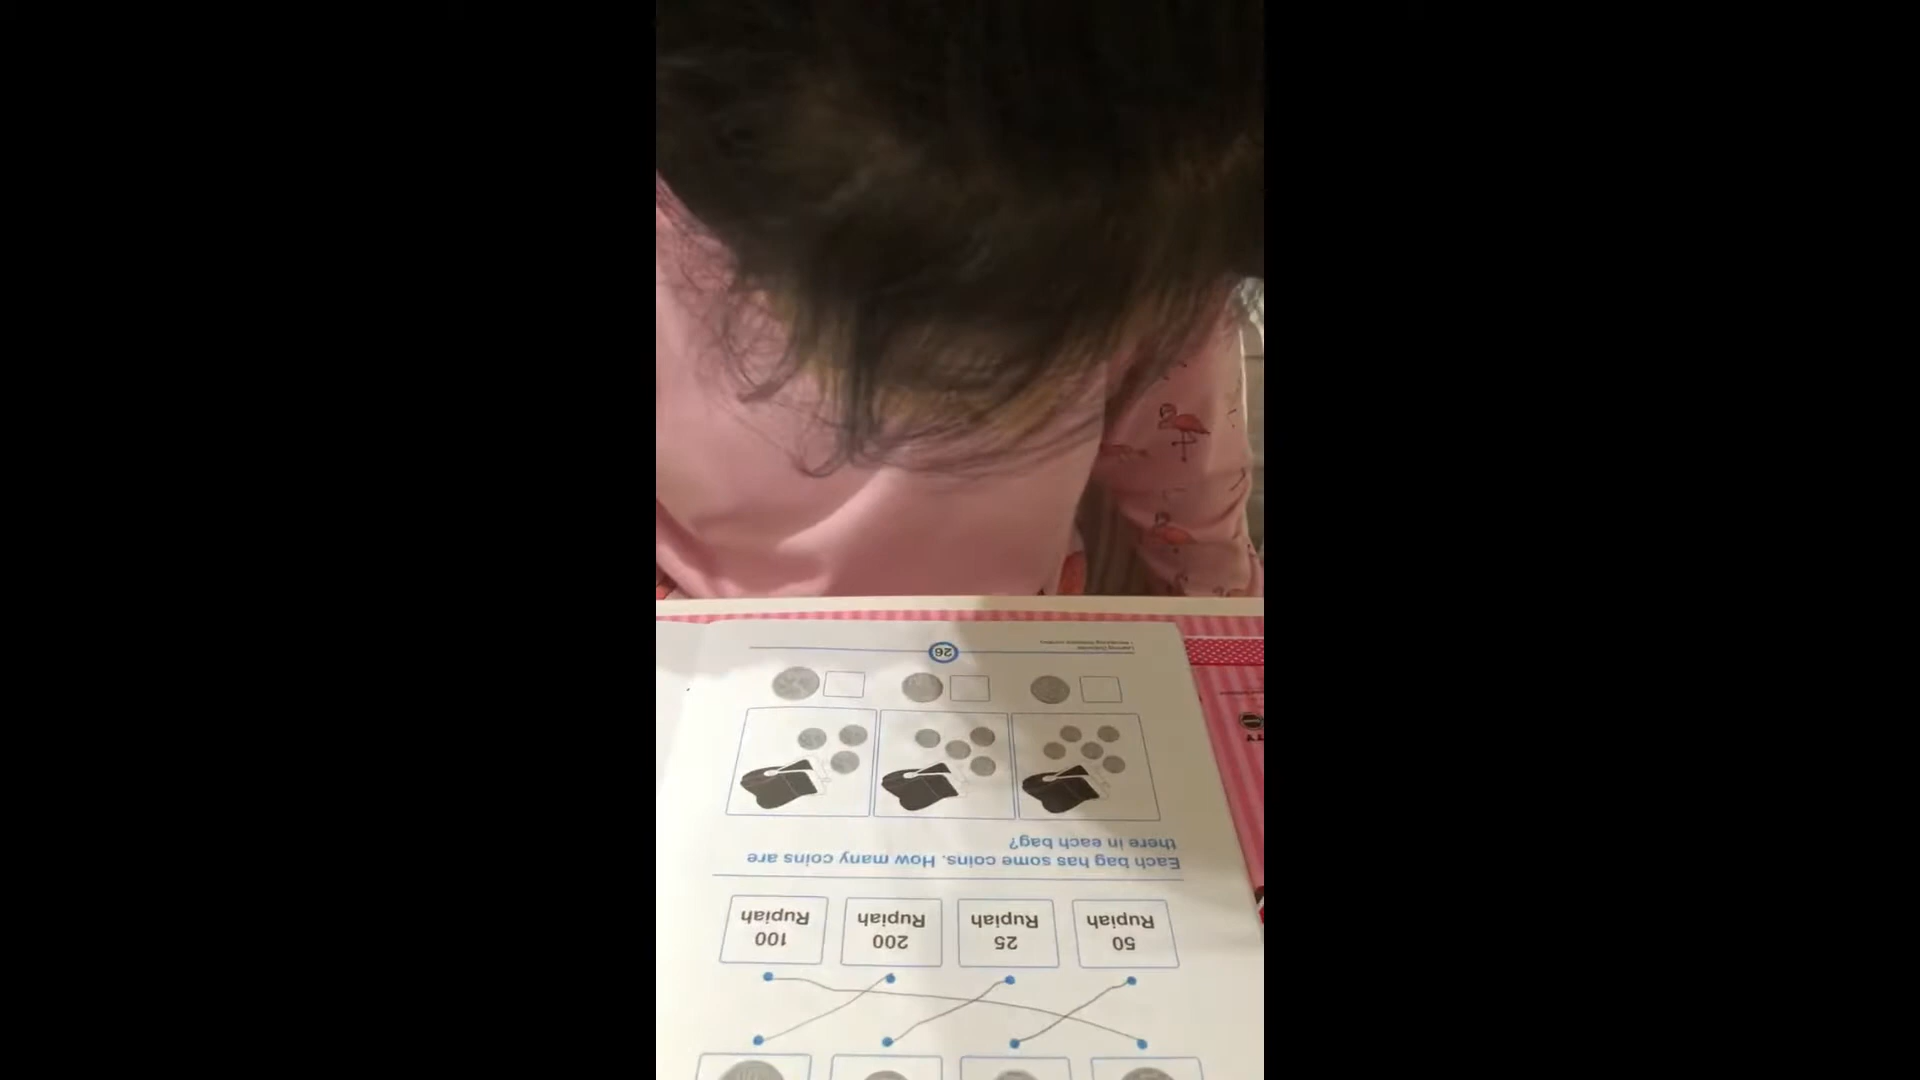 50
Rupiah
25
Rupiah
200
Rupiah
100
Rupiah
Each bag has some coins. How many coins are
there in each bag?
26